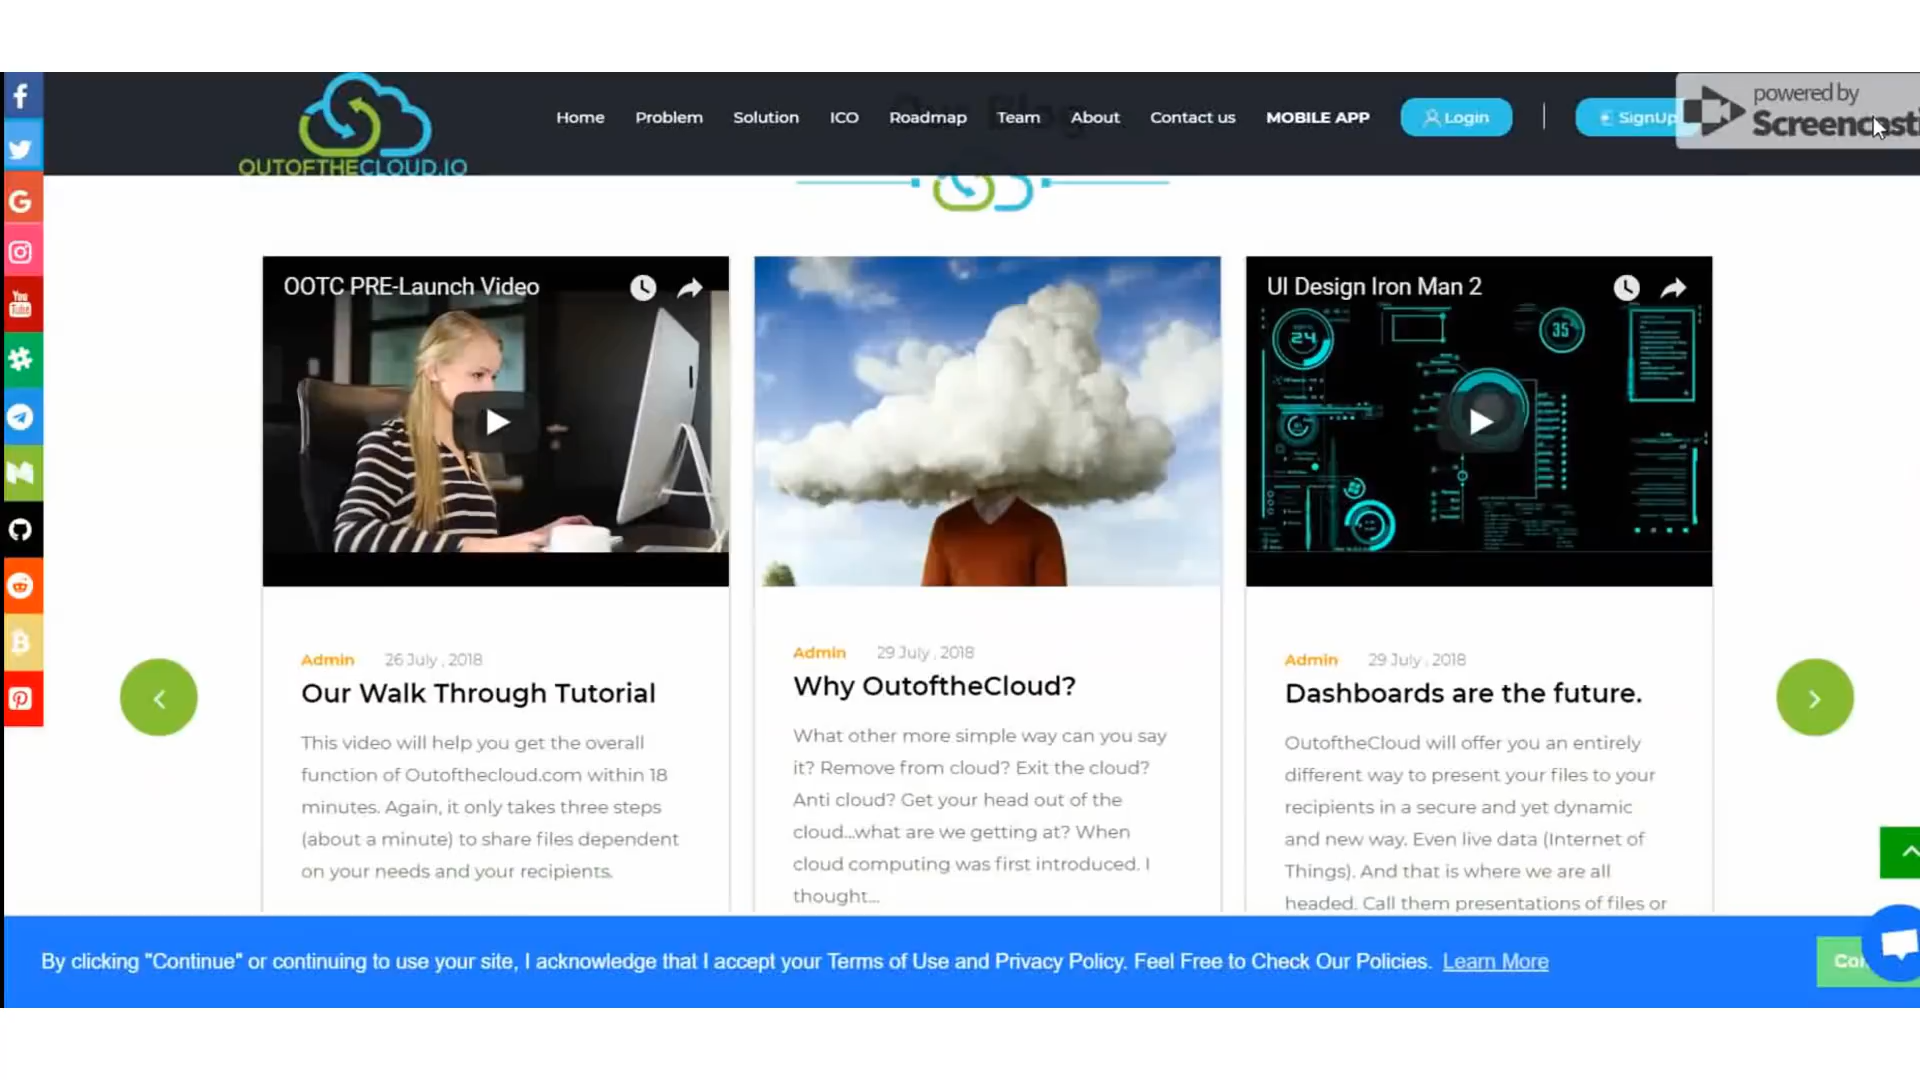 powered by
Screencasti
Home Problem Solution ICO Roadmap Team About Contact us MOBILE APP Login SignUp
Our Blog
OUTOFTHECLOUD.IO
OOTC PRE-Launch Video
UI Design Iron Man 2
24
35
Admin 26 July , 2018
Our Walk Through Tutorial
This video will help you get the overall
function of Outofthecloud.com within 18
minutes. Again, it only takes three steps
(about a minute) to share files dependent
on your needs and your recipients.
Admin 29 July , 2018
Why OutoftheCloud?
What other more simple way can you say
it? Remove from cloud? Exit the cloud?
Anti cloud? Get your head out of the
cloud...what are we getting at? When
cloud computing was first introduced. I
thought...
Admin 29 July , 2018
Dashboards are the future.
OutoftheCloud will offer you an entirely
different way to present your files to your
recipients in a secure and yet dynamic
and new way. Even live data (Internet of
Things). And that is where we are all
headed. Call them presentations of files or
By clicking "Continue" or continuing to use your site, I acknowledge that I accept your Terms of Use and Privacy Policy. Feel Free to Check Our Policies. Learn More
You
Tube